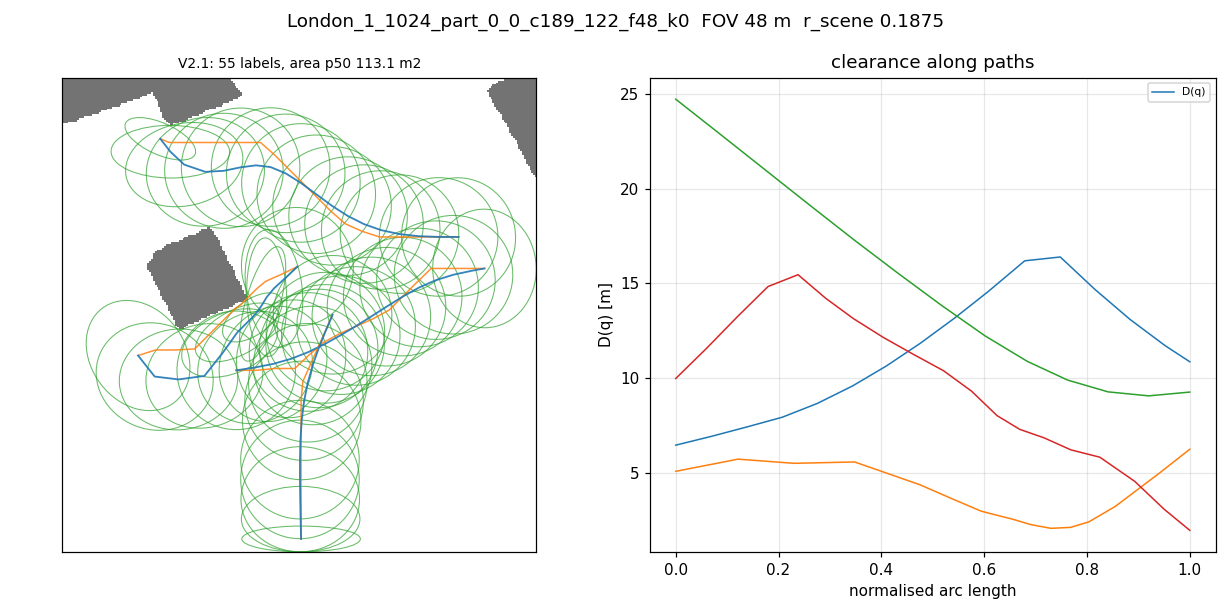 London_1_1024_part_0_0_c189_122_f48_k0  FOV 48 m  r_scene 0.1875
V2.1: 55 labels, area p50 113.1 m2
clearance along paths
D(q)
25
20
15
10
5
D(q) [m]
0.0 0.2 0.4 0.6 0.8 1.0
normalised arc length